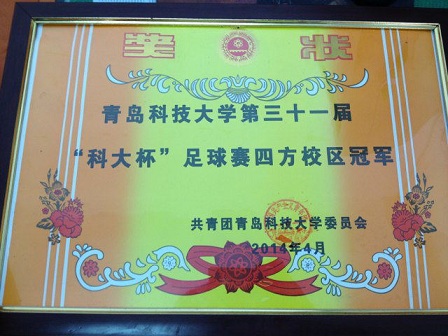 奖 状
青岛科技大学第三十一届
“科大杯”足球赛四方校区冠军
共青团青岛科技大学委员会
2014年4月